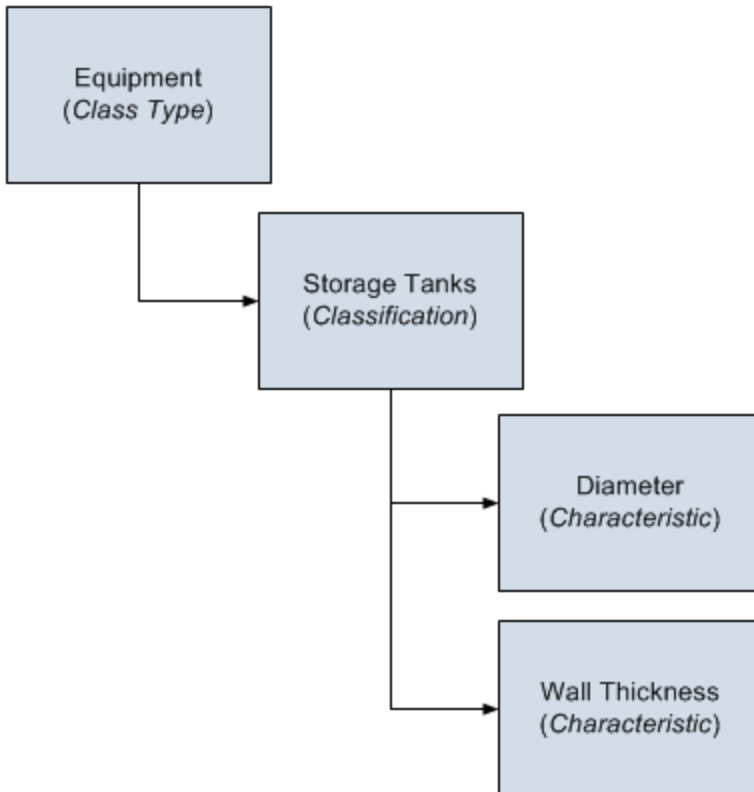 Equipment
(Class Type)
Storage Tanks
(Classification)
Diameter
(Characteristic)
Wall Thickness
(Characteristic)